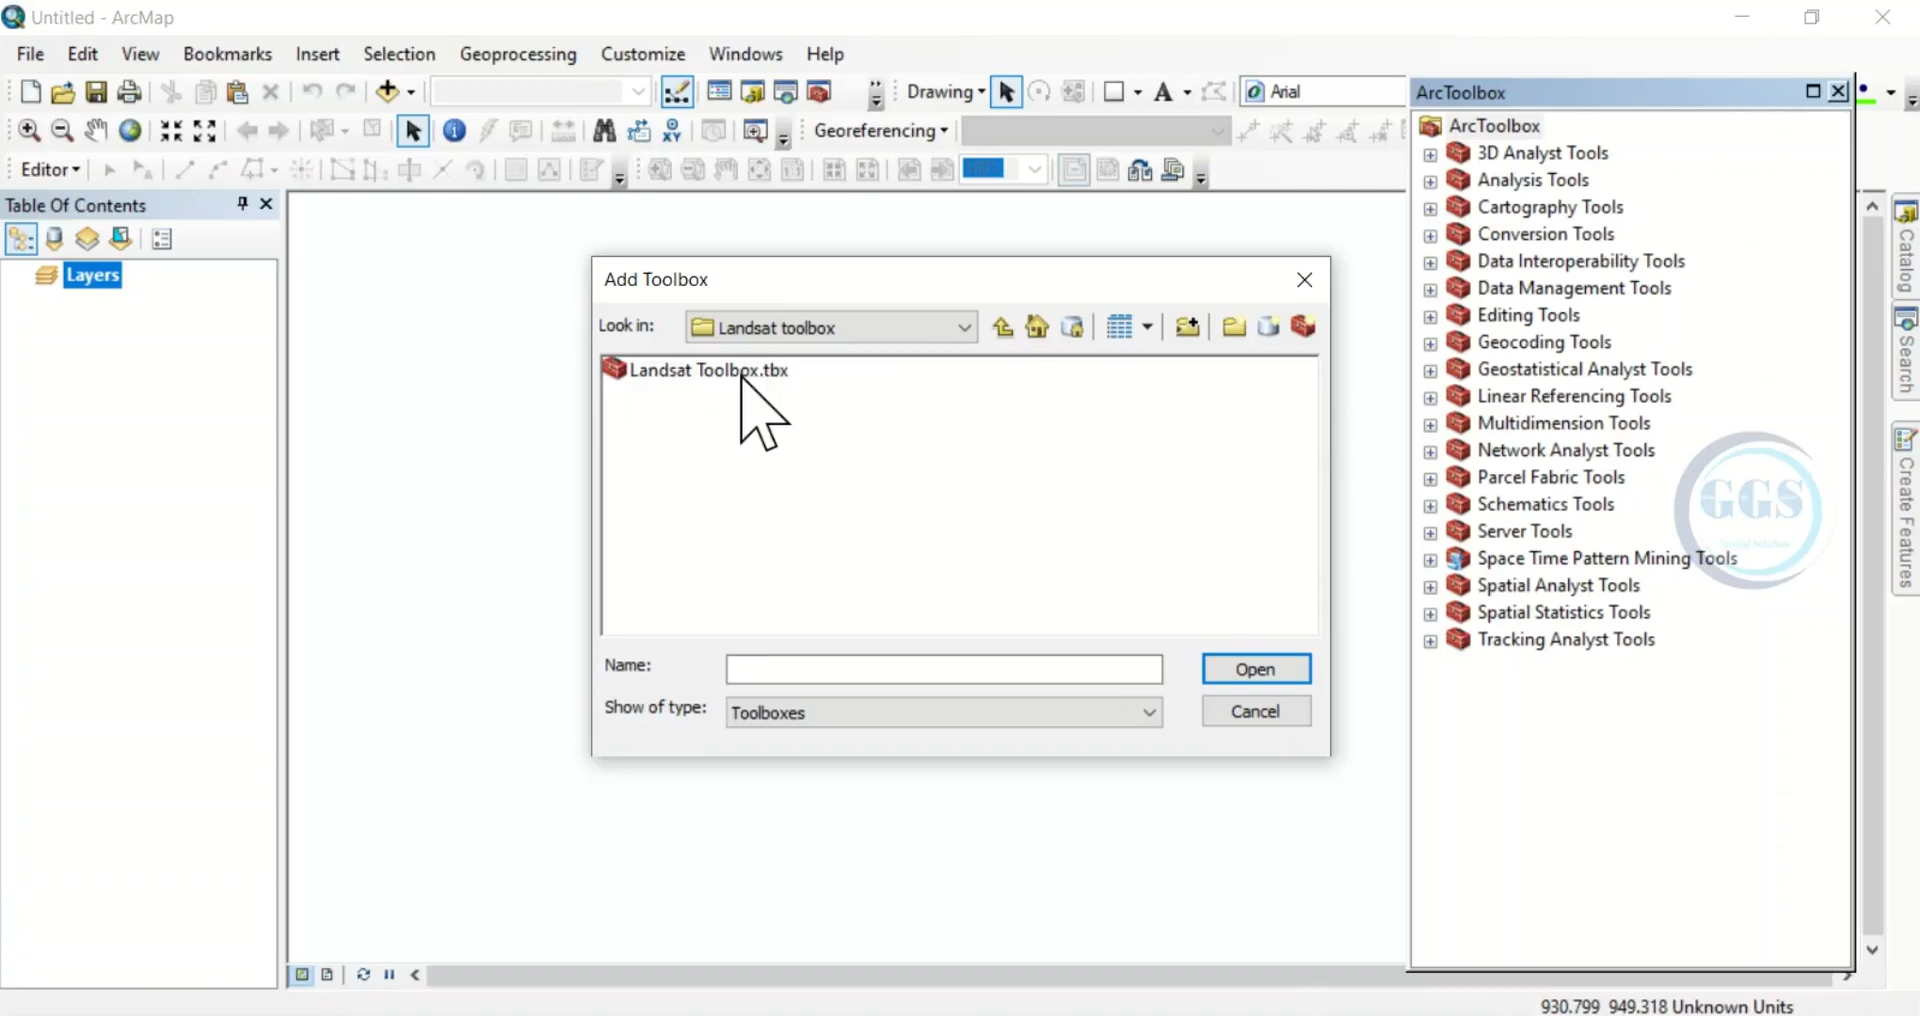 Untitled - ArcMap
File Edit View Bookmarks Insert Selection Geoprocessing Customize Windows Help
Drawing A Arial
Georeferencing
Editor
Table Of Contents
Layers
Add Toolbox
Look in: Landsat toolbox
Landsat Toolbox.tbx
Name:
Open
Show of type: Toolboxes
Cancel
ArcToolbox
ArcToolbox
3D Analyst Tools
Analysis Tools
Cartography Tools
Conversion Tools
Data Interoperability Tools
Data Management Tools
Editing Tools
Geocoding Tools
Geostatistical Analyst Tools
Linear Referencing Tools
Multidimension Tools
Network Analyst Tools
Parcel Fabric Tools
Schematics Tools
Server Tools
Space Time Pattern Mining Tools
Spatial Analyst Tools
Spatial Statistics Tools
Tracking Analyst Tools
GGS
Catalog
Search
Create Features
930.799 949.318 Unknown Units